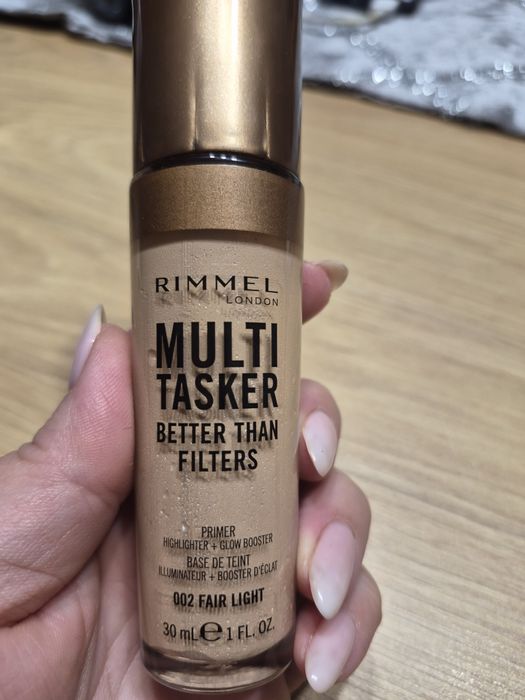 RIMMEL
LONDON
MULTI
TASKER
BETTER THAN
FILTERS
PRIMER
HIGHLIGHTER + GLOW BOOSTER
BASE DE TEINT
ILLUMINATEUR + BOOSTER D'ÉCLAT
002 FAIR LIGHT
30 mL ℮ 1 FL. OZ.